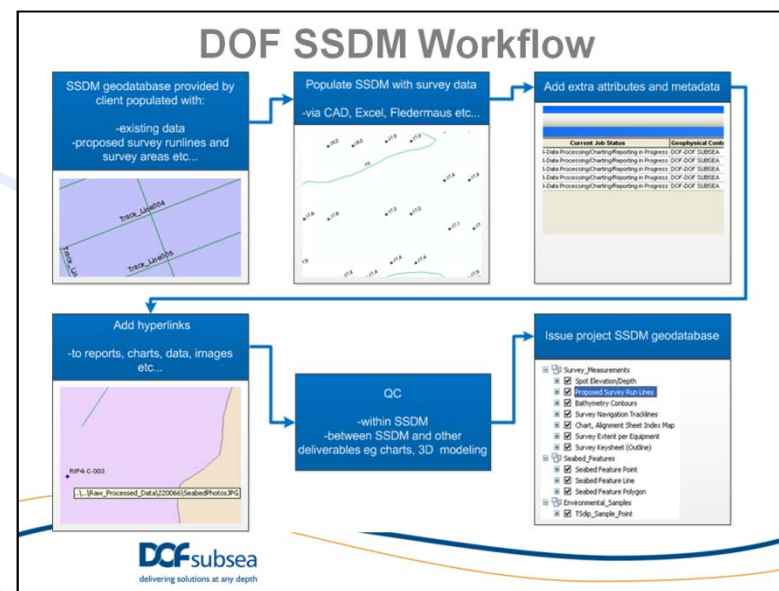 DOF SSDM Workflow
SSDM geodatabase provided by
client populated with:
-existing data
-proposed survey runlines and
survey areas etc...
Track_Line004
Track_Line005
Track_Lin
Populate SSDM with survey data
-via CAD, Excel, Fledermaus etc...
Add extra attributes and metadata
Current Job Status
Geophysical Contr
I-Data Processing/Charting/Reporting in Progress DOF-DOF SUBSEA
I-Data Processing/Charting/Reporting in Progress DOF-DOF SUBSEA
I-Data Processing/Charting/Reporting in Progress DOF-DOF SUBSEA
I-Data Processing/Charting/Reporting in Progress DOF-DOF SUBSEA
I-Data Processing/Charting/Reporting in Progress DOF-DOF SUBSEA
Add hyperlinks
-to reports, charts, data, images
etc...
RIP4-C-003
..\..\Raw_Processed_Data\220066\SeabedPhotosJPG
QC
-within SSDM
-between SSDM and other
deliverables eg charts, 3D modeling
Issue project SSDM geodatabase
Survey_Measurements
Spot Elevation/Depth
Proposed Survey Run Lines
Bathymetry Contours
Survey Navigation Tracklines
Chart, Alignment Sheet Index Map
Survey Extent per Equipment
Survey Keysheet (Outline)
Seabed_Features
Seabed Feature Point
Seabed Feature Line
Seabed Feature Polygon
Environmental_Samples
TSdip_Sample_Point
DOF subsea
delivering solutions at any depth